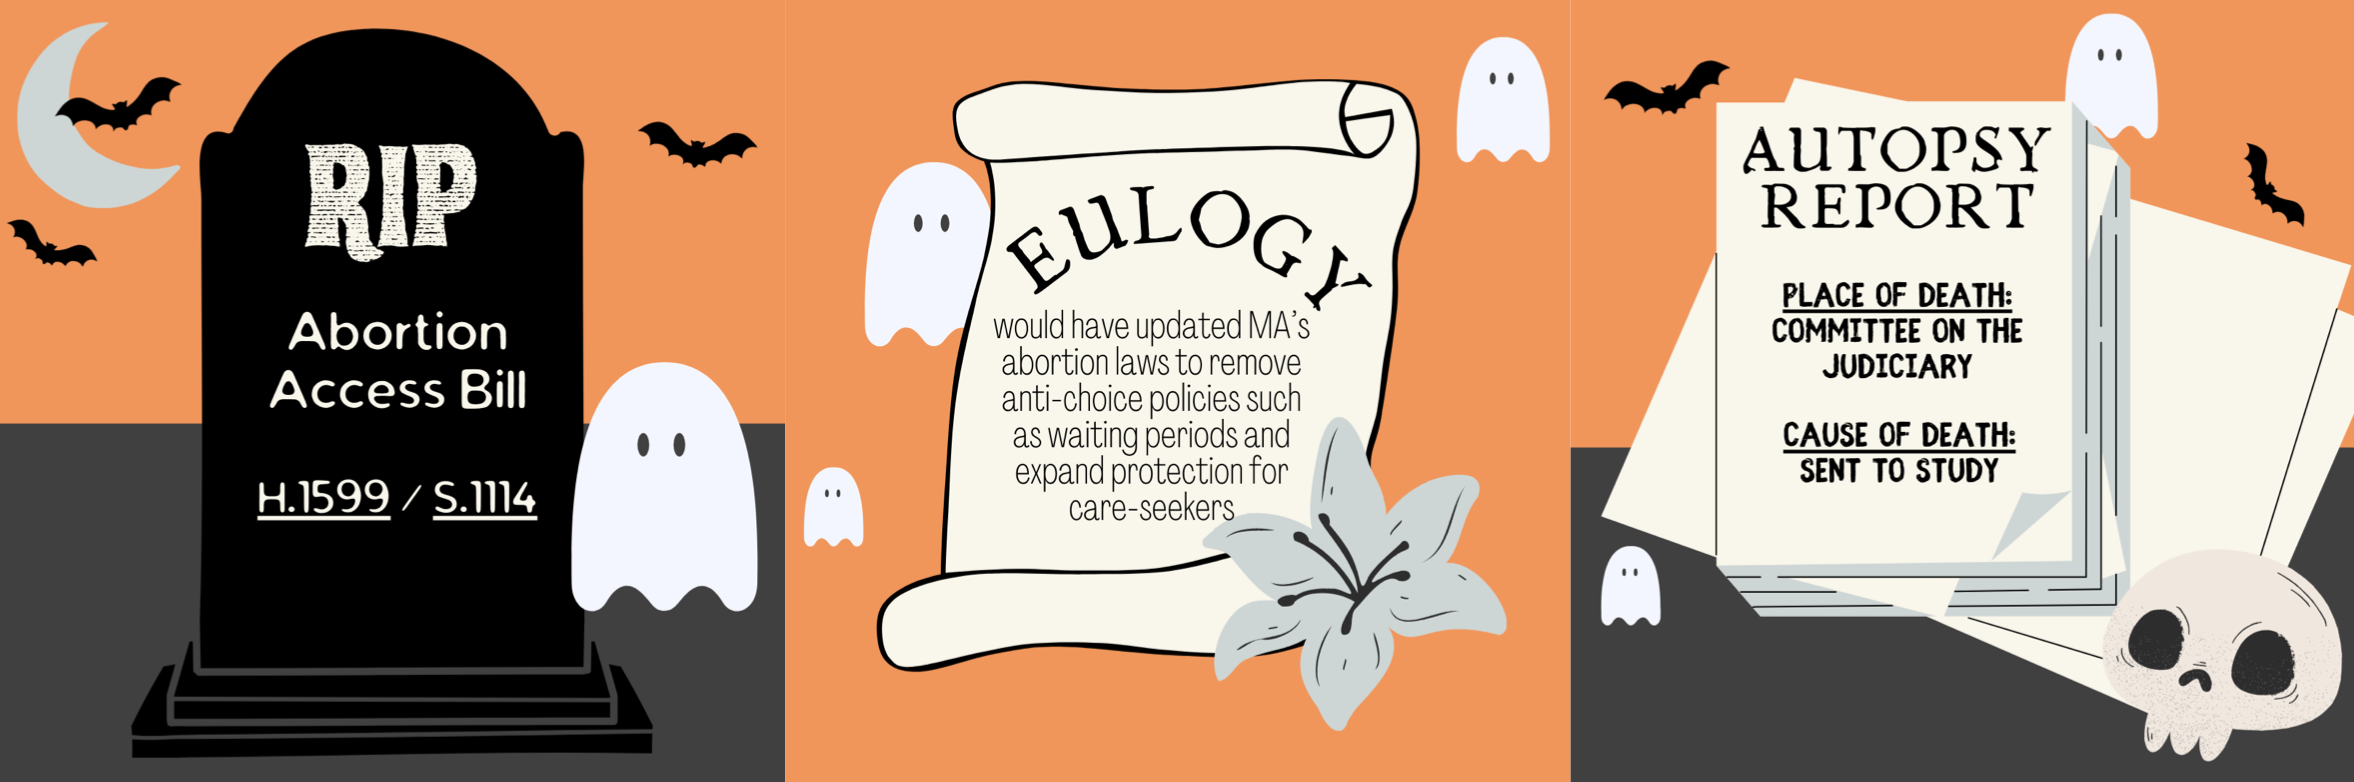 RIP
Abortion
Access Bill
H.1599 / S.1114
EULOGY
would have updated MA's
abortion laws to remove
anti-choice policies such
as waiting periods and
expand protection for
care-seekers
AUTOPSY
REPORT
PLACE OF DEATH:
COMMITTEE ON THE
JUDICIARY
CAUSE OF DEATH:
SENT TO STUDY